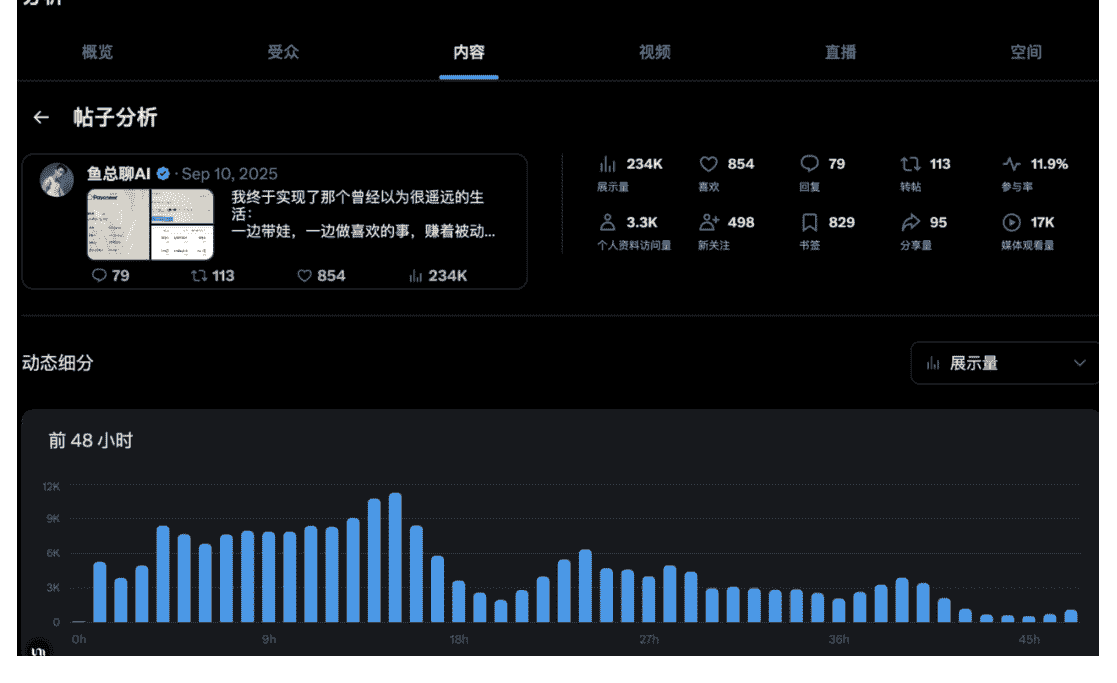 分析
概览 受众 内容 视频 直播 空间
← 帖子分析
鱼总聊AI · Sep 10, 2025
我终于实现了那个曾经以为很遥远的生
活：
一边带娃，一边做喜欢的事，赚着被动...
79 113 854 234K
234K 854 79 113 11.9%
展示量 喜欢 回复 转帖 参与率
3.3K 498 829 95 17K
个人资料访问量 新关注 书签 分享量 媒体观看量
动态细分
展示量
前 48 小时
12K
9K
6K
3K
0
0h 9h 18h 27h 36h 45h